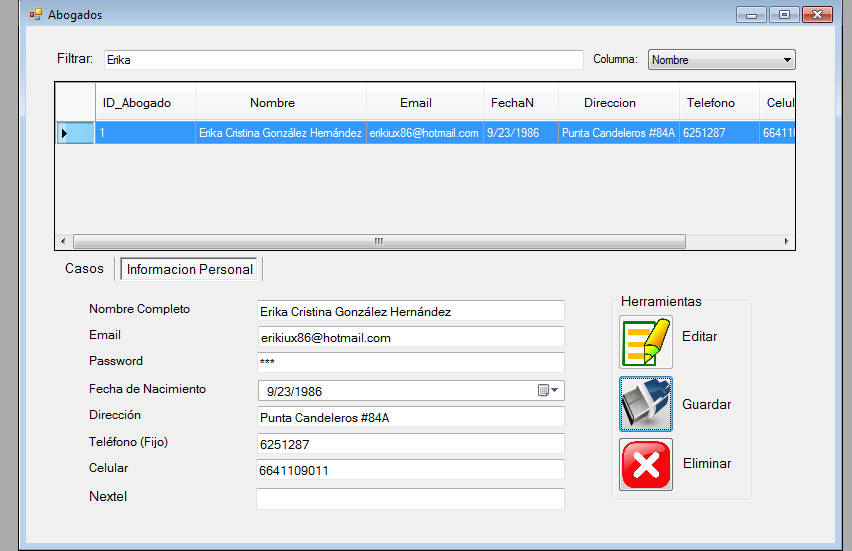 Abogados
Filtrar: Erika Columna: Nombre
ID_Abogado Nombre Email FechaN Direccion Telefono Celul
1 Erika Cristina González Hernández erikiux86@hotmail.com 9/23/1986 Punta Candeleros #84A 6251287 66411
Casos Informacion Personal
Nombre Completo Erika Cristina González Hernández
Email erikiux86@hotmail.com
Password ***
Fecha de Nacimiento 9/23/1986
Dirección Punta Candeleros #84A
Teléfono (Fijo) 6251287
Celular 6641109011
Nextel
Herramientas
Editar
Guardar
Eliminar